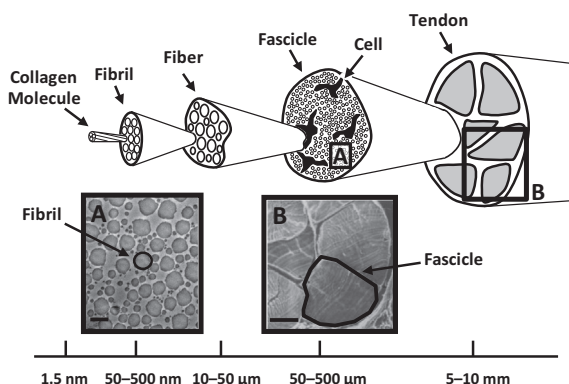 Tendon
Fascicle
Cell
Fiber
Fibril
Collagen
Molecule
A
B
Fibril
A
B
Fascicle
1.5 nm
50–500 nm
10–50 μm
50–500 μm
5–10 mm